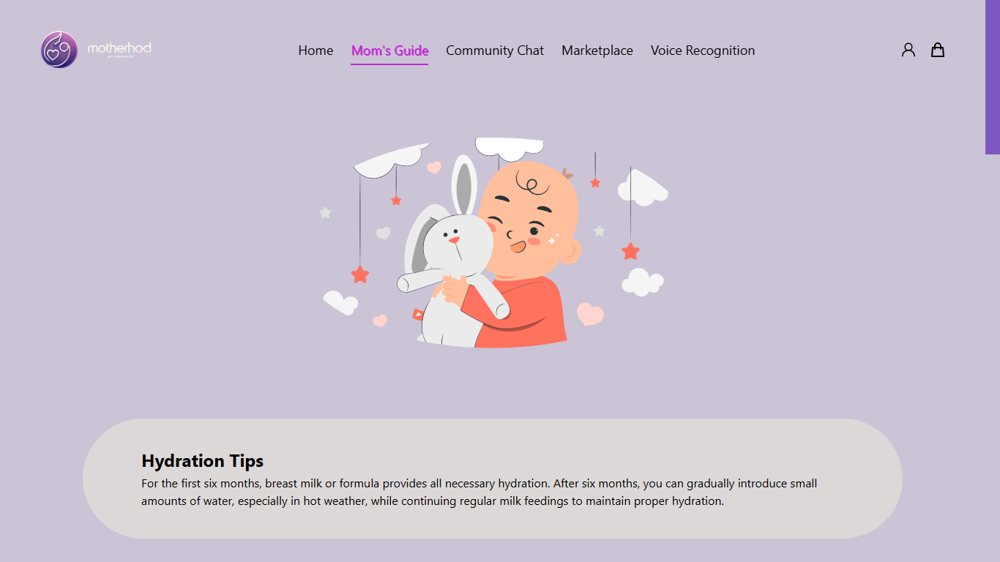 motherhod
MOTHERHOOD
Home
Mom's Guide
Community Chat
Marketplace
Voice Recognition
Hydration Tips
For the first six months, breast milk or formula provides all necessary hydration. After six months, you can gradually introduce small
amounts of water, especially in hot weather, while continuing regular milk feedings to maintain proper hydration.